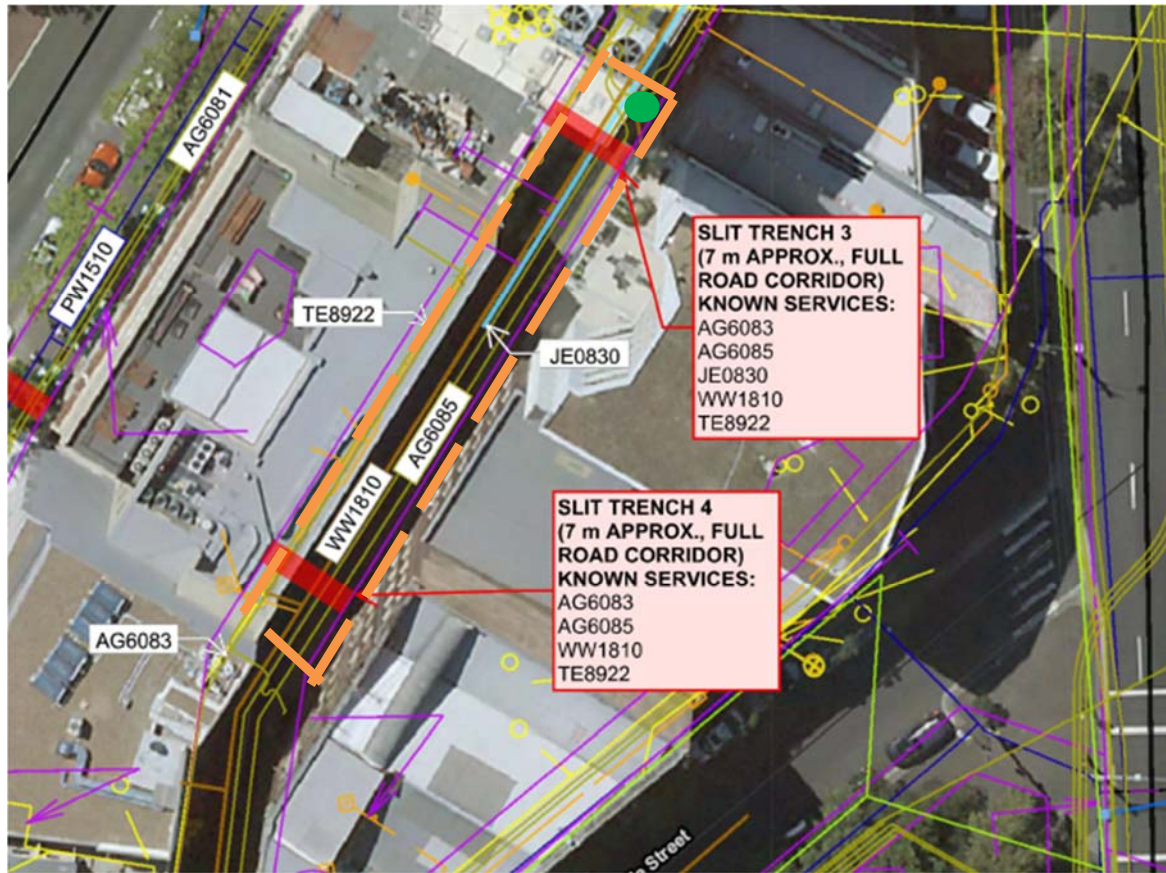 AG6081
PW1510
SLIT TRENCH 3
(7 m APPROX., FULL
ROAD CORRIDOR)
KNOWN SERVICES:
AG6083
AG6085
JE0830
WW1810
TE8922
TE8922
JE0830
AG6085
WW1810
SLIT TRENCH 4
(7 m APPROX., FULL
ROAD CORRIDOR)
KNOWN SERVICES:
AG6083
AG6085
WW1810
TE8922
AG6083
Street